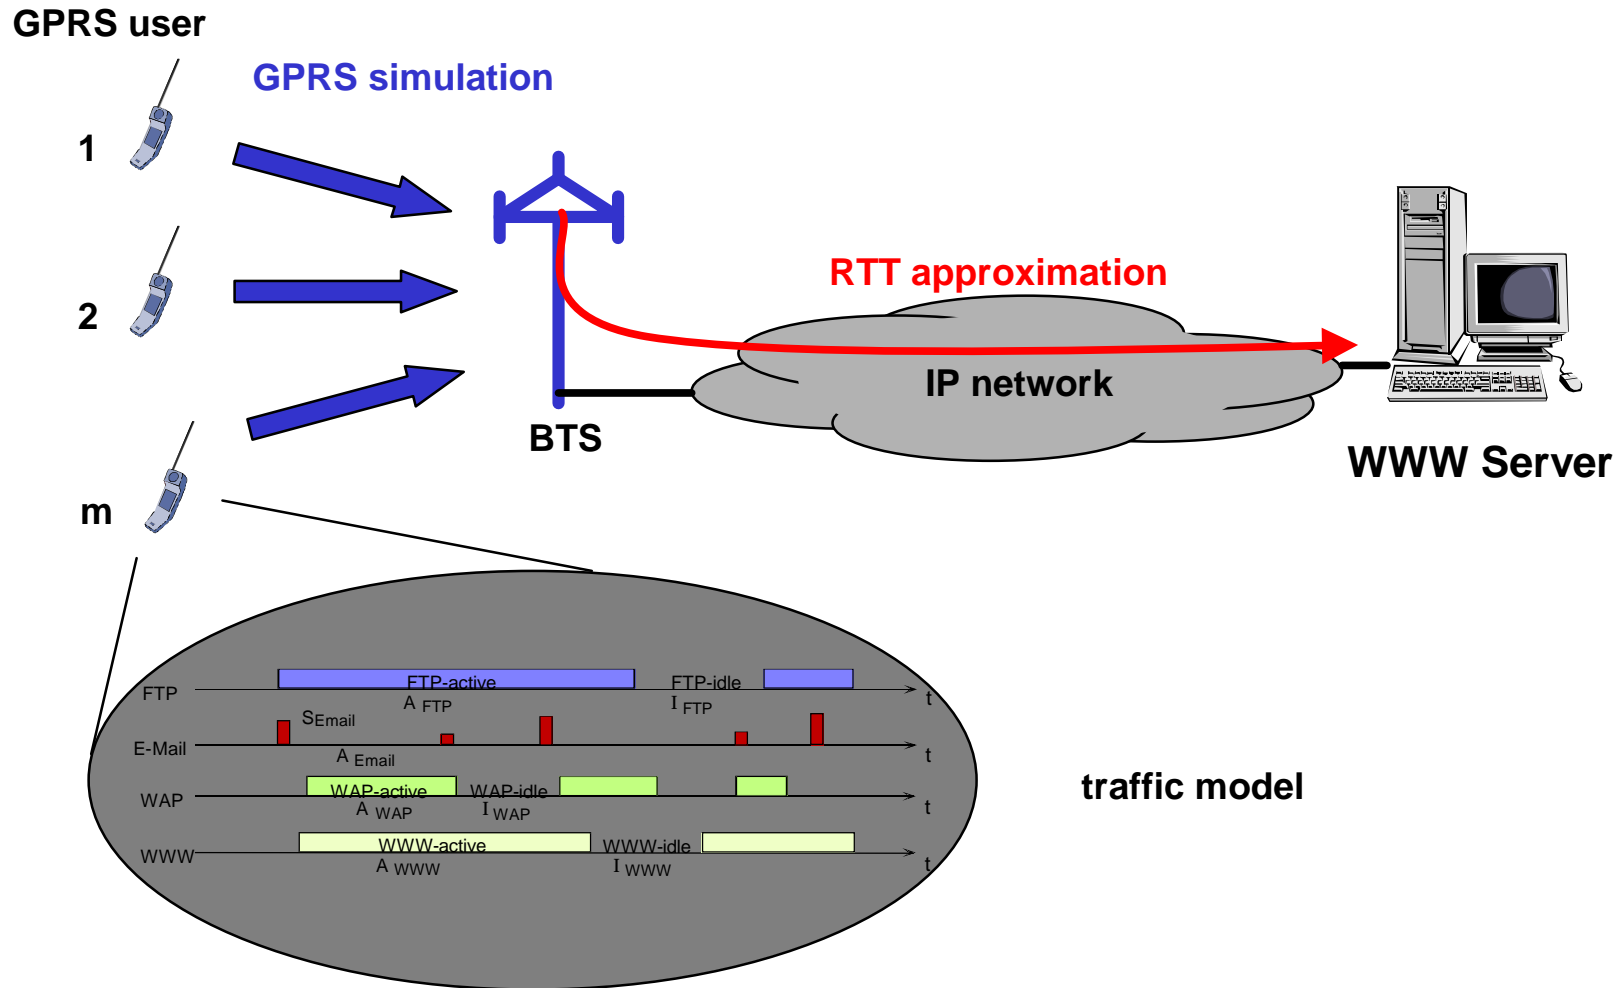 GPRS user
GPRS simulation
1
2
m
RTT approximation
IP network
BTS
WWW Server
FTP
FTP-active
A FTP
FTP-idle
I FTP
t
E-Mail
SEmail
A Email
t
WAP
WAP-active
A WAP
WAP-idle
I WAP
t
WWW
WWW-active
A WWW
WWW-idle
I WWW
t
traffic model